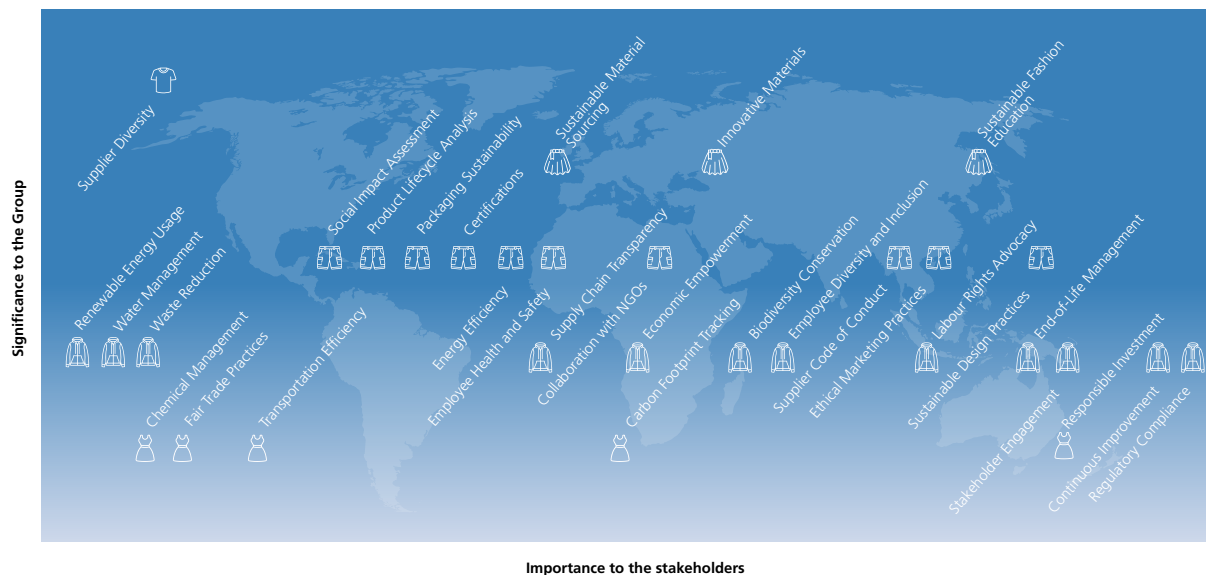 Significance to the Group
Supplier Diversity
Social Impact Assessment
Product Lifecycle Analysis
Packaging Sustainability
Certifications
Sustainable Material
Sourcing
Innovative Materials
Sustainable Fashion
Education
Renewable Energy Usage
Water Management
Waste Reduction
Chemical Management
Fair Trade Practices
Transportation Efficiency
Energy Efficiency
Employee Health and Safety
Supply Chain Transparency
Collaboration with NGOs
Economic Empowerment
Carbon Footprint Tracking
Biodiversity Conservation
Employee Diversity and Inclusion
Supplier Code of Conduct
Ethical Marketing Practices
Labour Rights Advocacy
Sustainable Design Practices
End-of-Life Management
Stakeholder Engagement
Responsible Investment
Continuous Improvement
Regulatory Compliance
Importance to the stakeholders